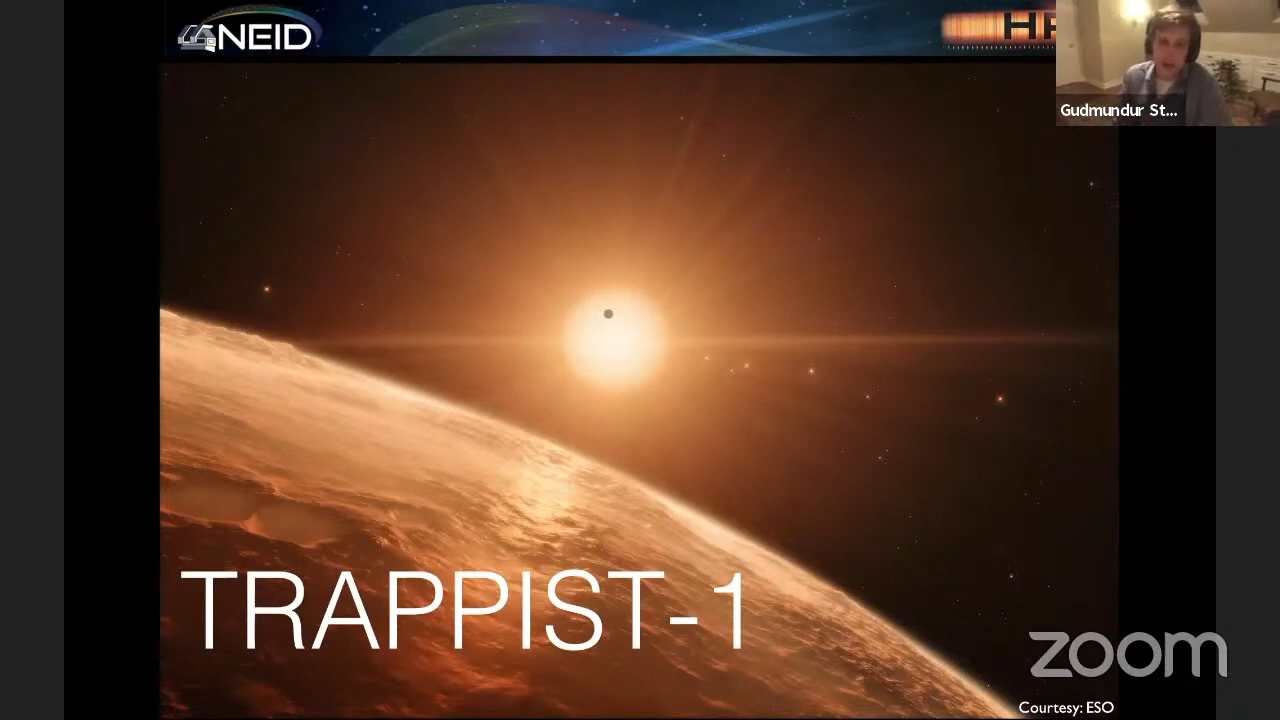 NEID
HP
Gudmundur St...
TRAPPIST-1
zoom
Courtesy: ESO